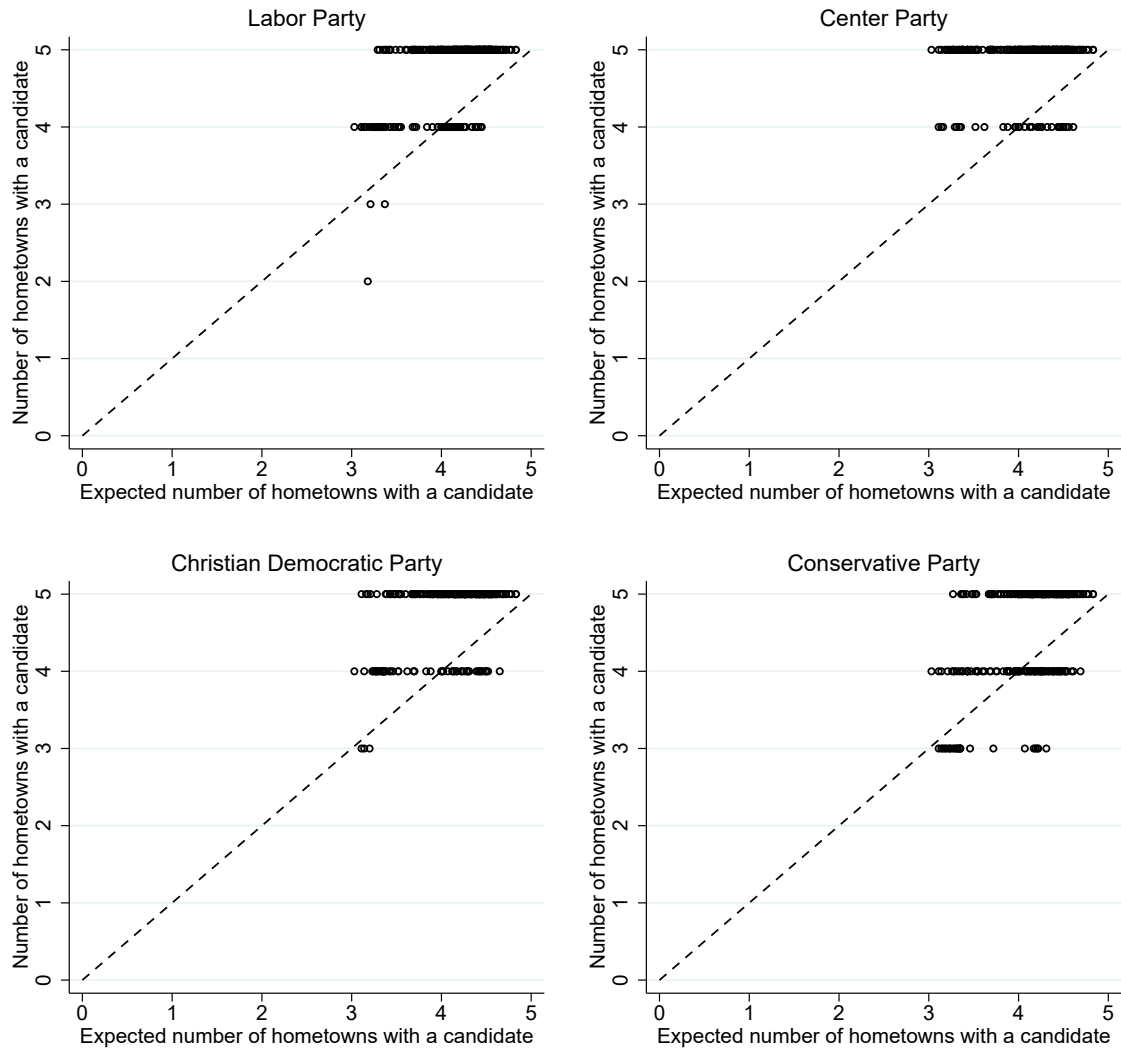 Labor Party
Number of hometowns with a candidate
5
4
3
2
1
0
0 1 2 3 4 5
Expected number of hometowns with a candidate
Center Party
Number of hometowns with a candidate
5
4
3
2
1
0
0 1 2 3 4 5
Expected number of hometowns with a candidate
Christian Democratic Party
Number of hometowns with a candidate
5
4
3
2
1
0
0 1 2 3 4 5
Expected number of hometowns with a candidate
Conservative Party
Number of hometowns with a candidate
5
4
3
2
1
0
0 1 2 3 4 5
Expected number of hometowns with a candidate